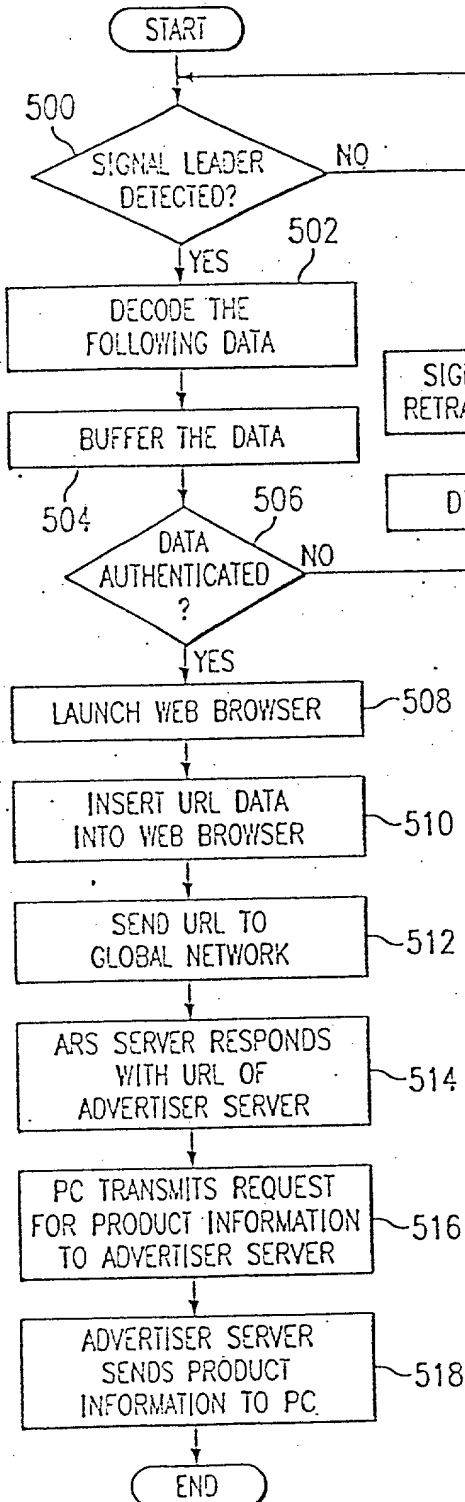 START
500
SIGNAL LEADER
DETECTED?
NO
YES
502
DECODE THE
FOLLOWING DATA
BUFFER THE DATA
504
506
DATA
AUTHENTICATED
?
NO
YES
LAUNCH WEB BROWSER
508
INSERT URL DATA
INTO WEB BROWSER
510
SEND URL TO
GLOBAL NETWORK
512
ARS SERVER RESPONDS
WITH URL OF
ADVERTISER SERVER
514
PC TRANSMITS REQUEST
FOR PRODUCT INFORMATION
TO ADVERTISER SERVER
516
ADVERTISER SERVER
SENDS PRODUCT
INFORMATION TO PC
518
END